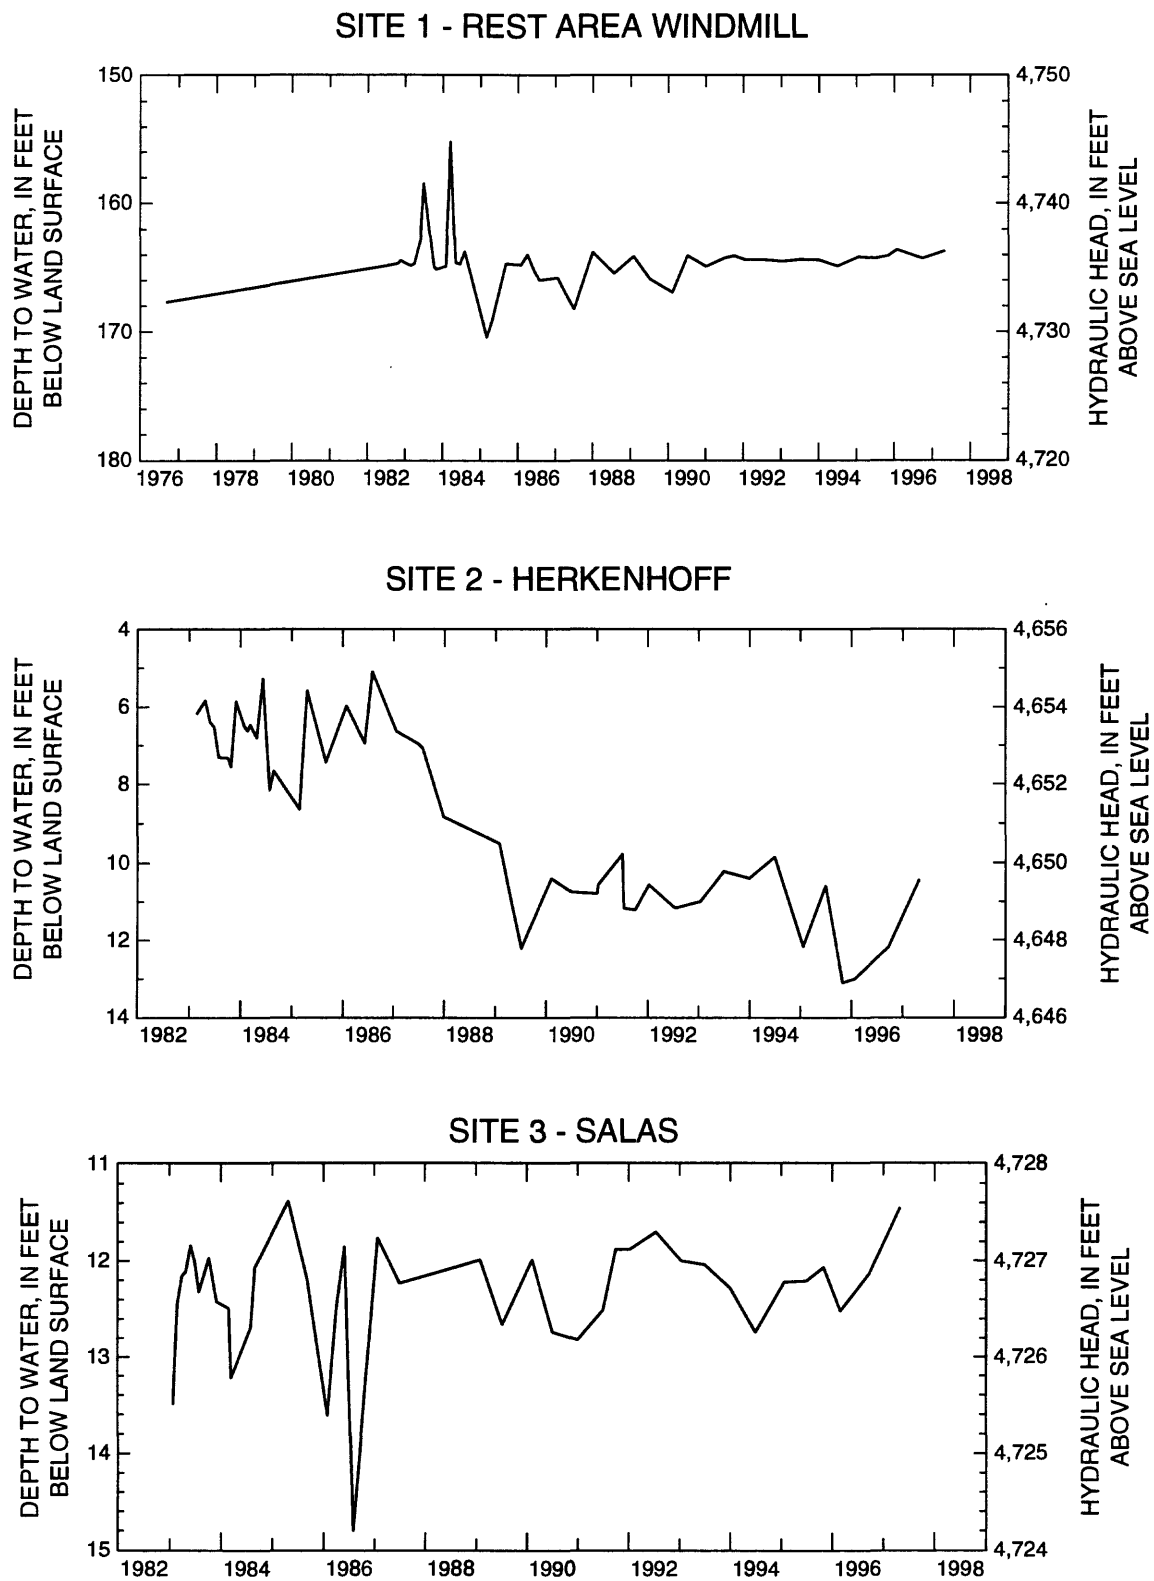 SITE 1 - REST AREA WINDMILL
DEPTH TO WATER, IN FEET
BELOW LAND SURFACE
150
160
170
180
4,750
4,740
4,730
4,720
HYDRAULIC HEAD, IN FEET
ABOVE SEA LEVEL
1976 1978 1980 1982 1984 1986 1988 1990 1992 1994 1996 1998
SITE 2 - HERKENHOFF
DEPTH TO WATER, IN FEET
BELOW LAND SURFACE
4
6
8
10
12
14
4,656
4,654
4,652
4,650
4,648
4,646
HYDRAULIC HEAD, IN FEET
ABOVE SEA LEVEL
1982 1984 1986 1988 1990 1992 1994 1996 1998
SITE 3 - SALAS
DEPTH TO WATER, IN FEET
BELOW LAND SURFACE
11
12
13
14
15
4,728
4,727
4,726
4,725
4,724
HYDRAULIC HEAD, IN FEET
ABOVE SEA LEVEL
1982 1984 1986 1988 1990 1992 1994 1996 1998